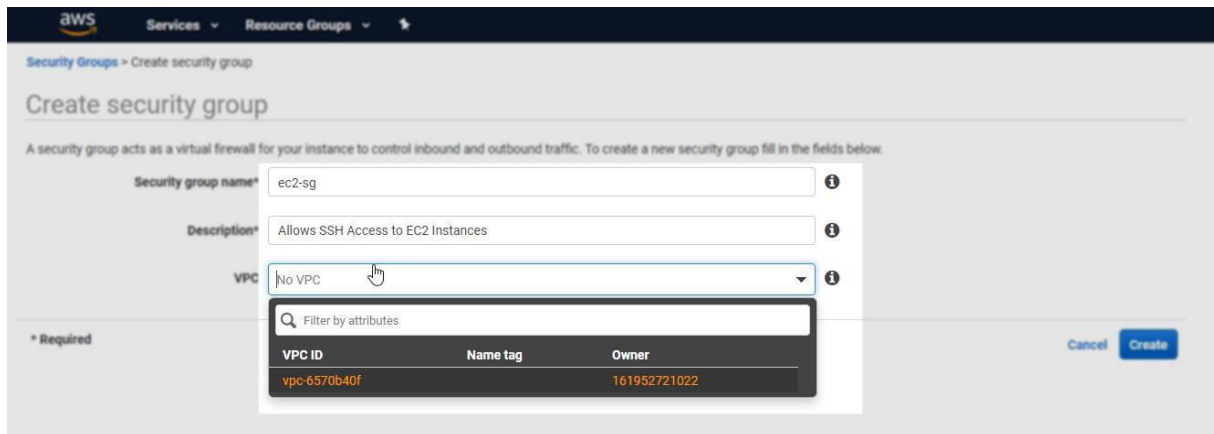 aws Services Resource Groups
Security Groups > Create security group
Create security group
A security group acts as a virtual firewall for your instance to control inbound and outbound traffic. To create a new security group fill in the fields below.
Security group name* ec2-sg
Description* Allows SSH Access to EC2 Instances
VPC No VPC
Filter by attributes
* Required
Cancel Create
VPC ID Name tag Owner
vpc-6570b40f 161952721022